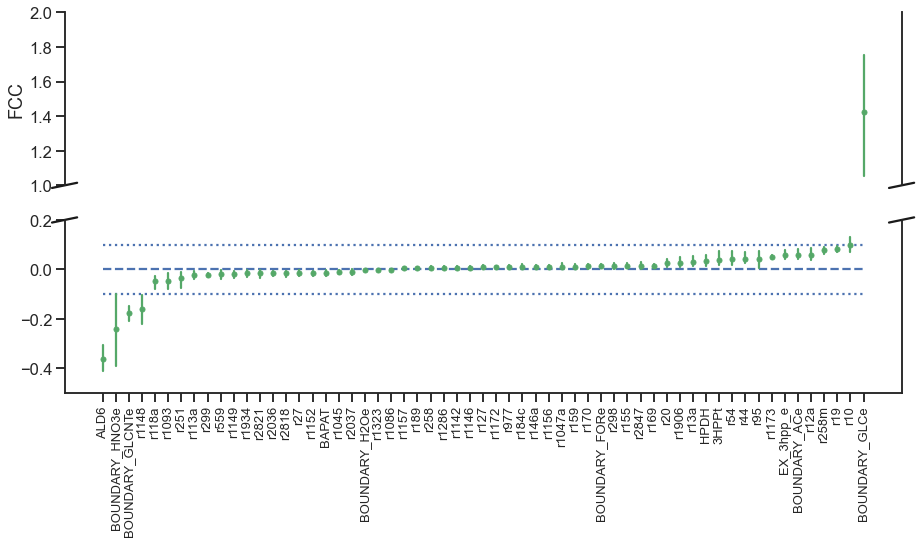 FCC
2.0
1.8
1.6
1.4
1.2
1.0
0.2
0.0
−0.2
−0.4
ALD6
BOUNDARY_HNO3e
BOUNDARY_GLCNTe
r1148
r118a
r1093
r251
r113a
r299
r559
r1149
r1934
r2821
r2036
r2818
r27
r1152
BAPAT
r1045
r2037
BOUNDARY_H2Oe
r1323
r1086
r1157
r189
r258
r1286
r1142
r1146
r127
r1172
r977
r184c
r146a
r1156
r1047a
r159
r170
BOUNDARY_FORe
r298
r155
r2847
r169
r20
r1906
r13a
HPDH
3HPPt
r54
r44
r95
r1173
EX_3hpp_e
BOUNDARY_ACe
r12a
r258m
r19
r10
BOUNDARY_GLCe